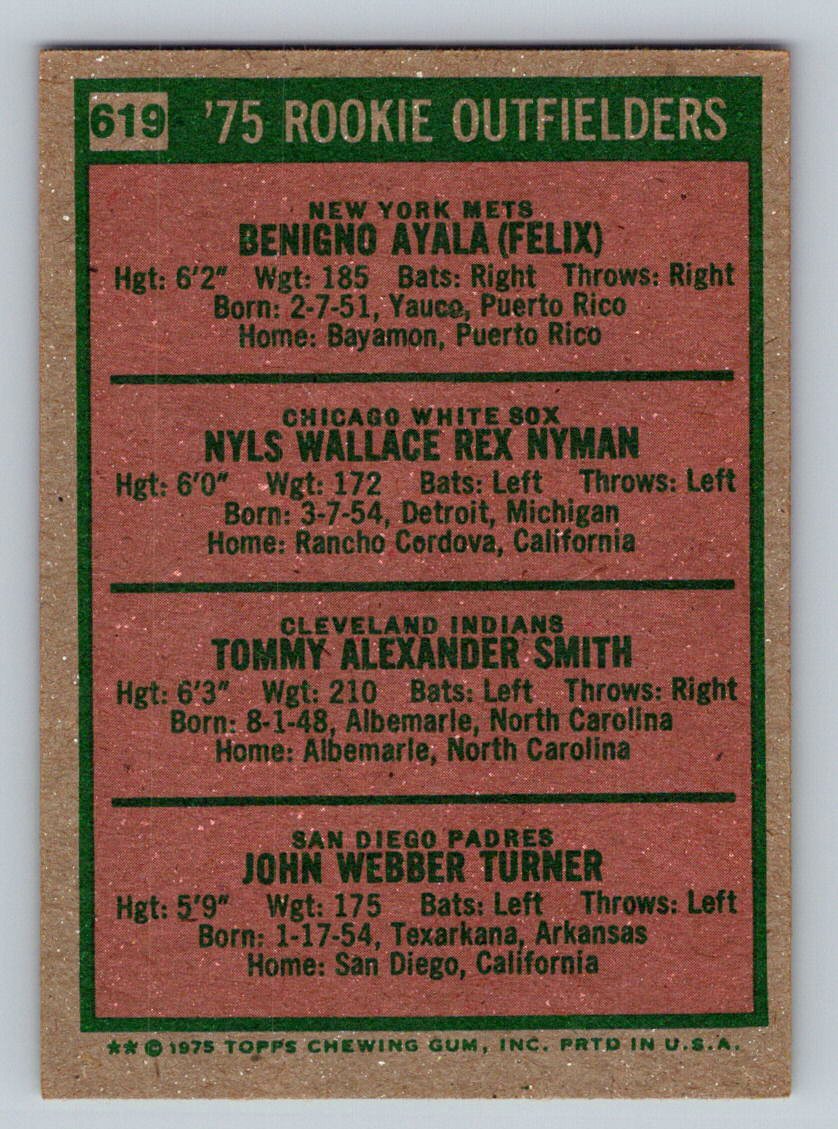 619 '75 ROOKIE OUTFIELDERS
NEW YORK METS
BENIGNO AYALA (FELIX)
Hgt: 6'2" Wgt: 185 Bats: Right Throws: Right
Born: 2-7-51, Yauco, Puerto Rico
Home: Bayamon, Puerto Rico
CHICAGO WHITE SOX
NYLS WALLACE REX NYMAN
Hgt: 6'0" Wgt: 172 Bats: Left Throws: Left
Born: 3-7-54, Detroit, Michigan
Home: Rancho Cordova, California
CLEVELAND INDIANS
TOMMY ALEXANDER SMITH
Hgt: 6'3" Wgt: 210 Bats: Left Throws: Right
Born: 8-1-48, Albemarle, North Carolina
Home: Albemarle, North Carolina
SAN DIEGO PADRES
JOHN WEBBER TURNER
Hgt: 5'9" Wgt: 175 Bats: Left Throws: Left
Born: 1-17-54, Texarkana, Arkansas
Home: San Diego, California
** © 1975 TOPPS CHEWING GUM, INC. PRTD IN U.S.A.